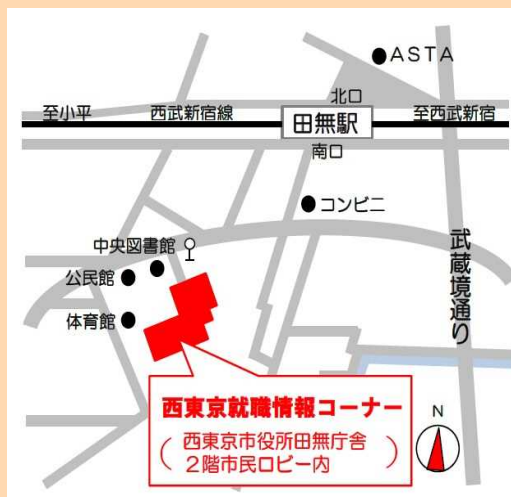 ASTA
北口
至小平
西武新宿線
田無駅
至西武新宿
南口
コンビニ
中央図書館
公民館
体育館
武蔵境通り
西東京就職情報コーナー
(西東京市役所田無庁舎
２階市民ロビー内)
N